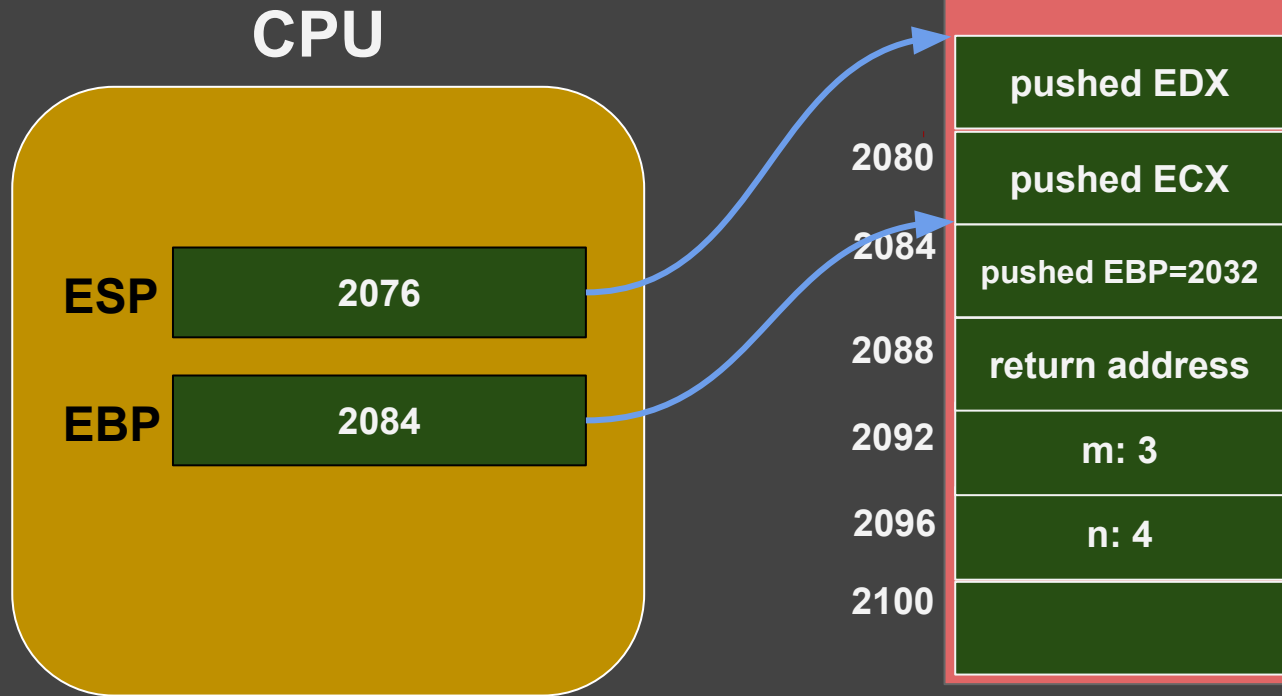 CPU
ESP
2076
EBP
2084
2080
2084
2088
2092
2096
2100
pushed EDX
pushed ECX
pushed EBP=2032
return address
m: 3
n: 4